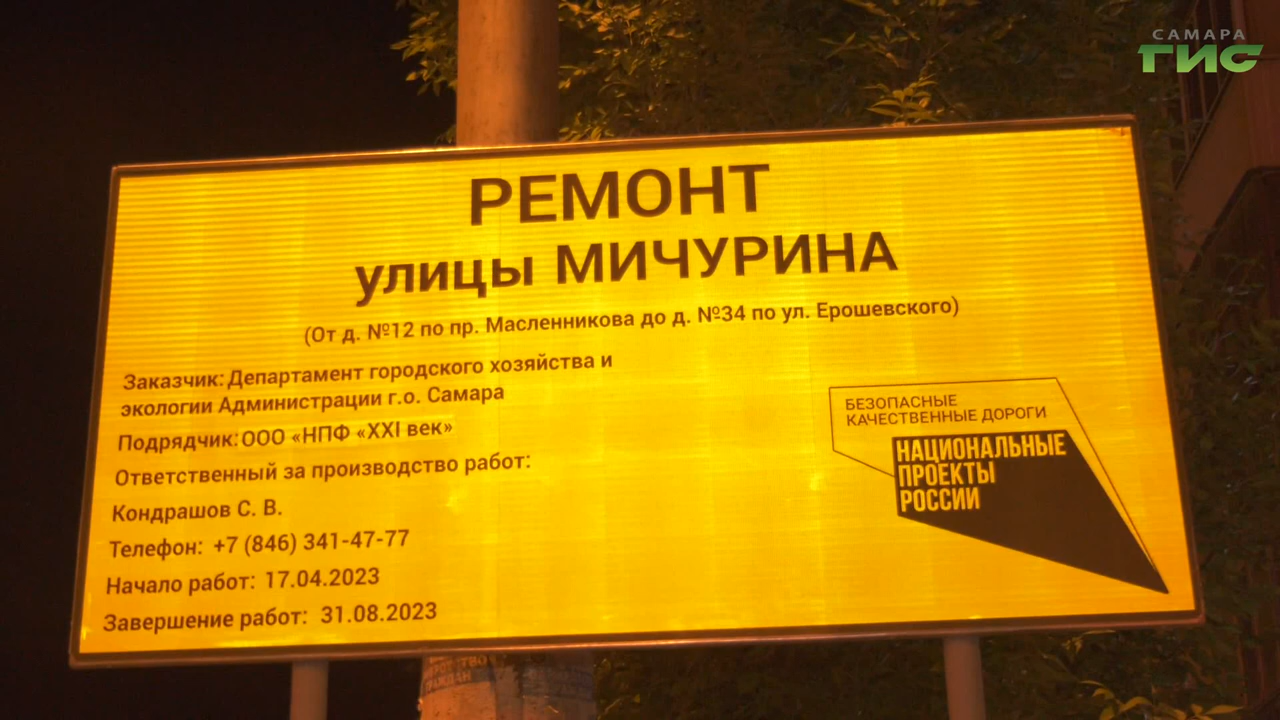 САМАРА
ГИС
РЕМОНТ
улицы МИЧУРИНА
(От д. №12 по пр. Масленникова до д. №34 по ул. Ерошевского)
Заказчик: Департамент городского хозяйства и
экологии Администрации г.о. Самара
Подрядчик: ООО «НПФ «XXI век»
Ответственный за производство работ:
Кондрашов С. В.
Телефон: +7 (846) 341-47-77
Начало работ: 17.04.2023
Завершение работ: 31.08.2023
БЕЗОПАСНЫЕ
КАЧЕСТВЕННЫЕ ДОРОГИ
НАЦИОНАЛЬНЫЕ
ПРОЕКТЫ
РОССИИ